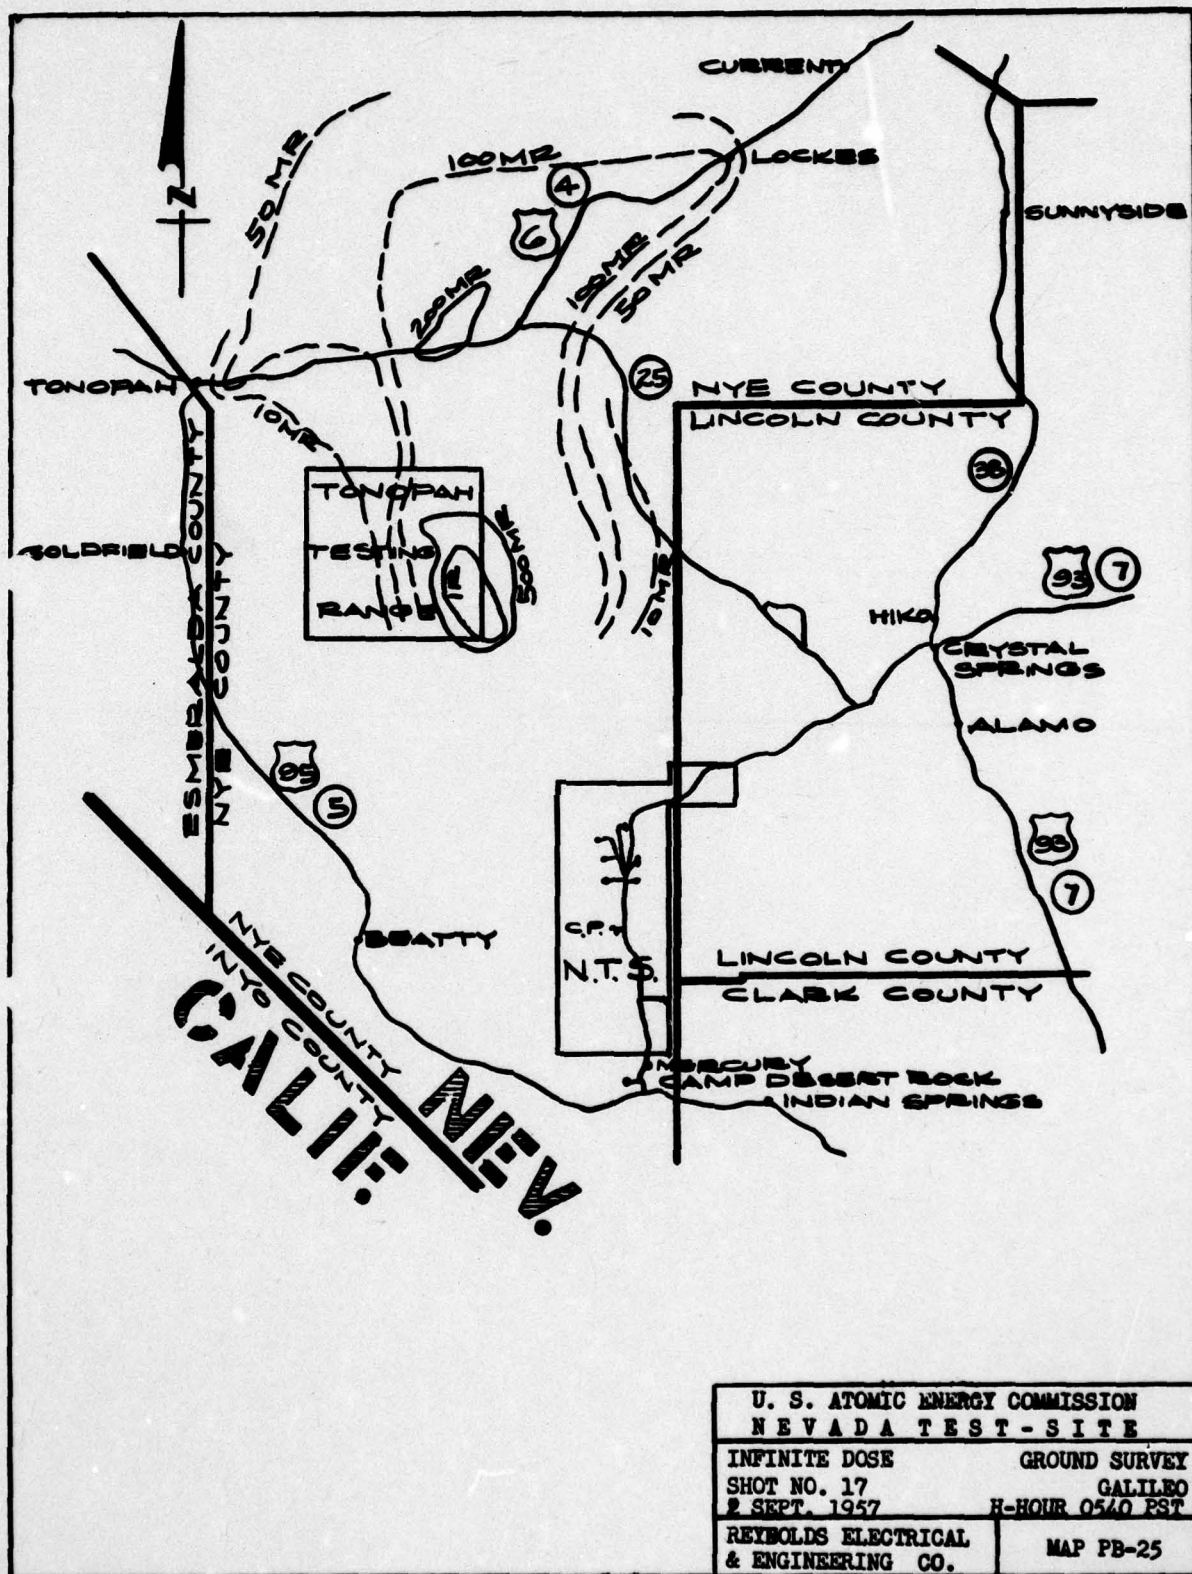 CURRENT
LOCKES
100 MR
4
50 MR
6
N
SUNNYSIDE
100 MR
50 MR
200 MR
TONOPAH
25
NYE COUNTY
LINCOLN COUNTY
10 MR
38
TONOPAH
TESTING
RANGE
1R
500 MR
10 MR
GOLDFIELD
ESMERALDA COUNTY
NYE COUNTY
93
7
HIKO
CRYSTAL
SPRINGS
ALAMO
95
5
93
7
BEATTY
C.P.
N.T.S.
LINCOLN COUNTY
CLARK COUNTY
NYE COUNTY
INYO COUNTY
CALIF.
NEV.
MERCURY
CAMP DESERT ROCK
INDIAN SPRINGS
U. S. ATOMIC ENERGY COMMISSION
NEVADA TEST-SITE
INFINITE DOSE GROUND SURVEY
SHOT NO. 17 GALILEO
2 SEPT. 1957 H-HOUR 0540 PST
REYNOLDS ELECTRICAL
& ENGINEERING CO.
MAP PB-25